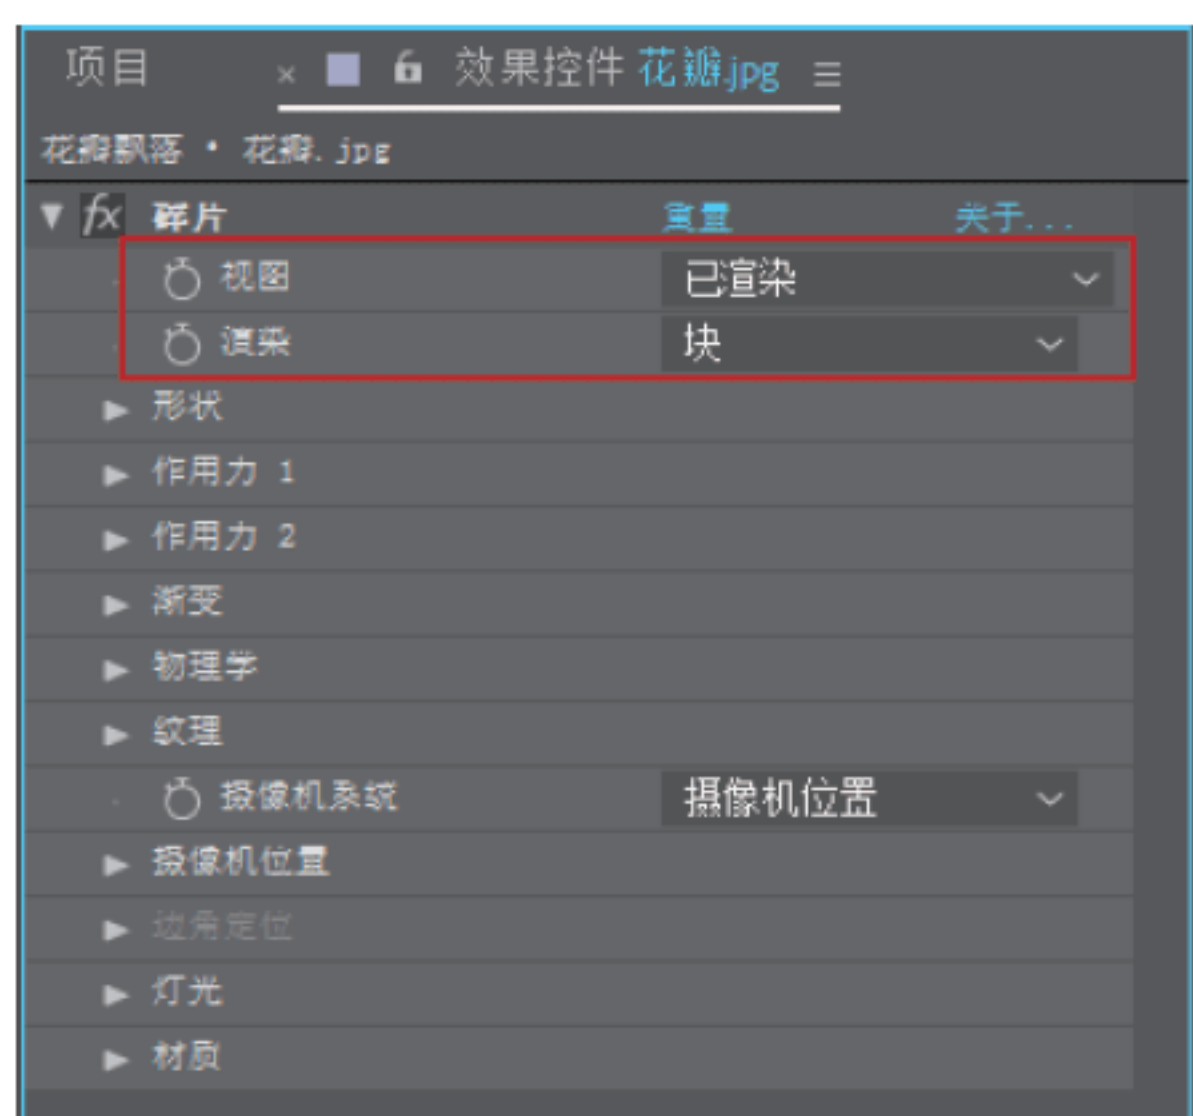 项目 × 效果控件 花瓣.jpg ≡
花瓣飘落 • 花瓣.jpg
fx 碎片 重置 关于...
视图 已渲染
渲染 块
形状
作用力 1
作用力 2
渐变
物理学
纹理
摄像机系统 摄像机位置
摄像机位置
边角定位
灯光
材质